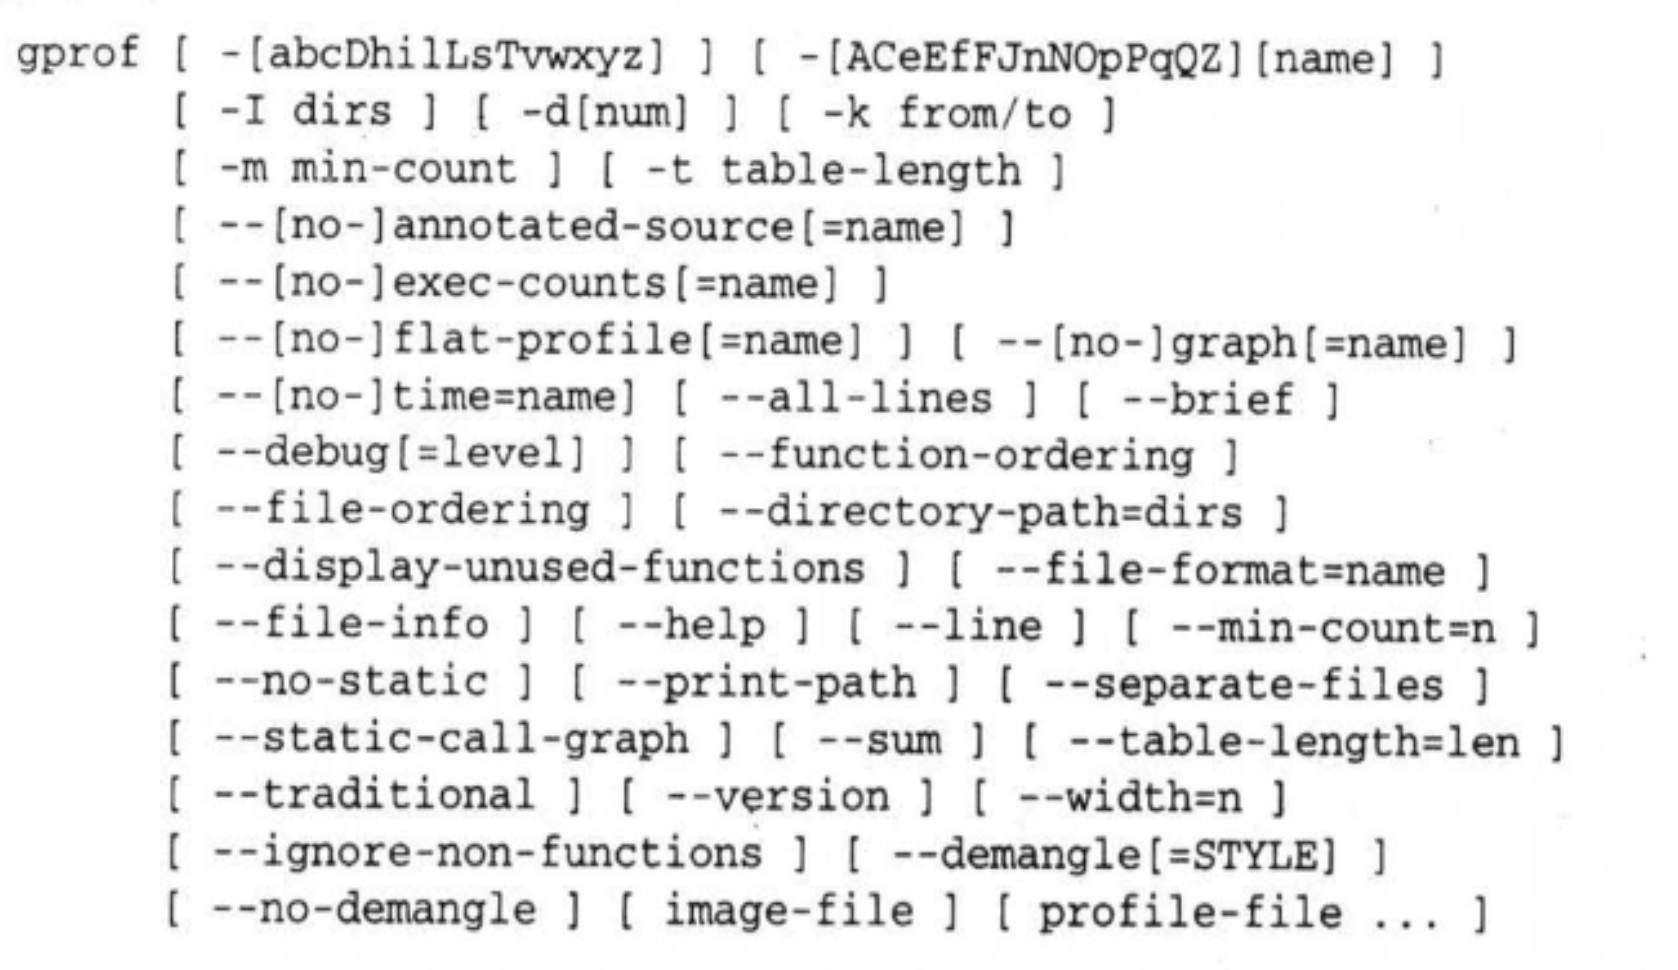 gprof [ -[abcDhilLsTvwxyz] ] [ -[ACeEfFJnNOpPqQZ][name] ]
[ -I dirs ] [ -d[num] ] [ -k from/to ]
[ -m min-count ] [ -t table-length ]
[ --[no-]annotated-source[=name] ]
[ --[no-]exec-counts[=name] ]
[ --[no-]flat-profile[=name] ] [ --[no-]graph[=name] ]
[ --[no-]time=name] [ --all-lines ] [ --brief ]
[ --debug[=level] ] [ --function-ordering ]
[ --file-ordering ] [ --directory-path=dirs ]
[ --display-unused-functions ] [ --file-format=name ]
[ --file-info ] [ --help ] [ --line ] [ --min-count=n ]
[ --no-static ] [ --print-path ] [ --separate-files ]
[ --static-call-graph ] [ --sum ] [ --table-length=len ]
[ --traditional ] [ --version ] [ --width=n ]
[ --ignore-non-functions ] [ --demangle[=STYLE] ]
[ --no-demangle ] [ image-file ] [ profile-file ... ]